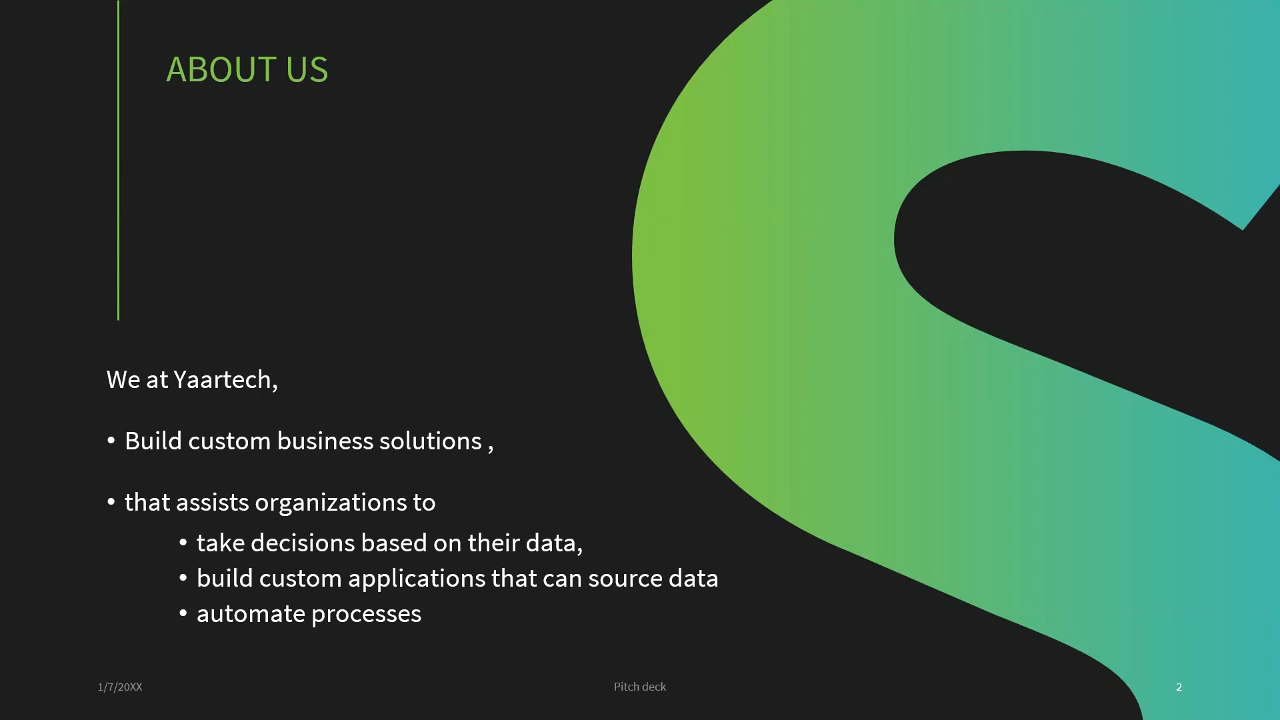 ABOUT US
We at Yaartech,
• Build custom business solutions ,
• that assists organizations to
• take decisions based on their data,
• build custom applications that can source data
• automate processes
1/7/20XX
Pitch deck
2